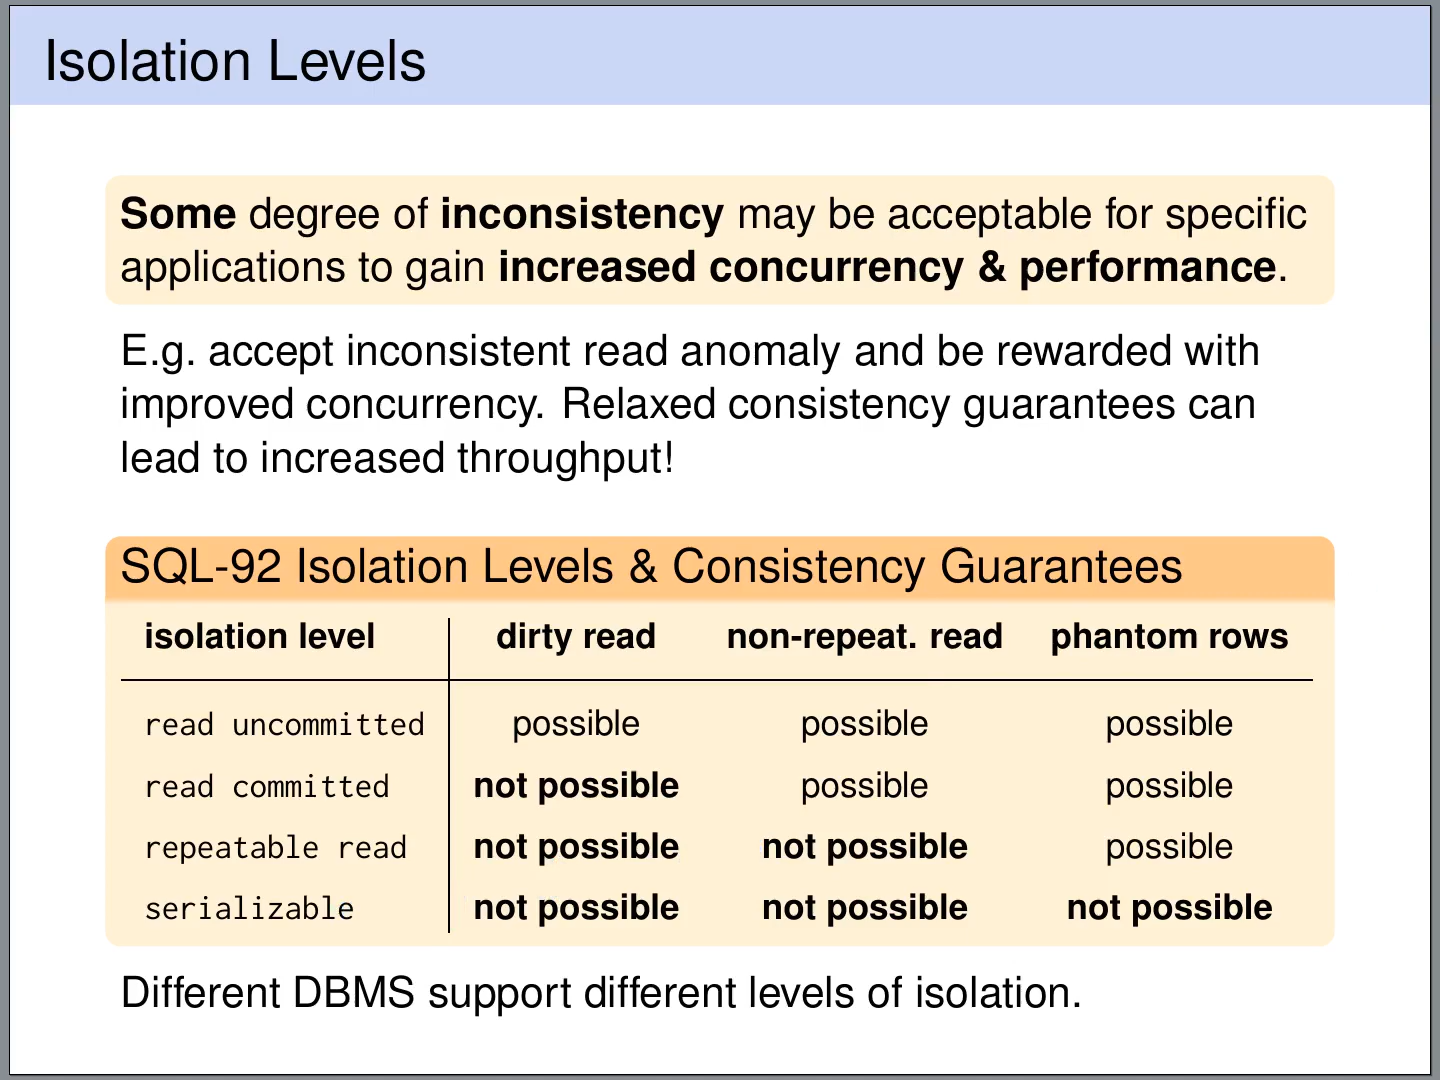 Isolation Levels
Some degree of inconsistency may be acceptable for specific
applications to gain increased concurrency & performance.
E.g. accept inconsistent read anomaly and be rewarded with
improved concurrency. Relaxed consistency guarantees can
lead to increased throughput!
SQL-92 Isolation Levels & Consistency Guarantees
isolation level dirty read non-repeat. read phantom rows
read uncommitted possible possible possible
read committed not possible possible possible
repeatable read not possible not possible possible
serializable not possible not possible not possible
Different DBMS support different levels of isolation.